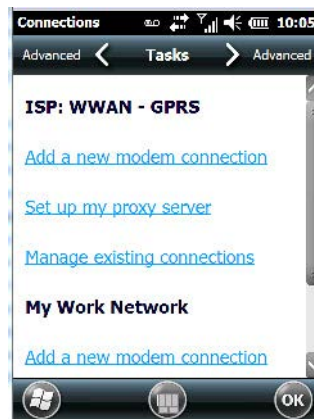 Connections 10:05
Advanced Tasks Advanced
ISP: WWAN - GPRS
Add a new modem connection
Set up my proxy server
Manage existing connections
My Work Network
Add a new modem connection
OK